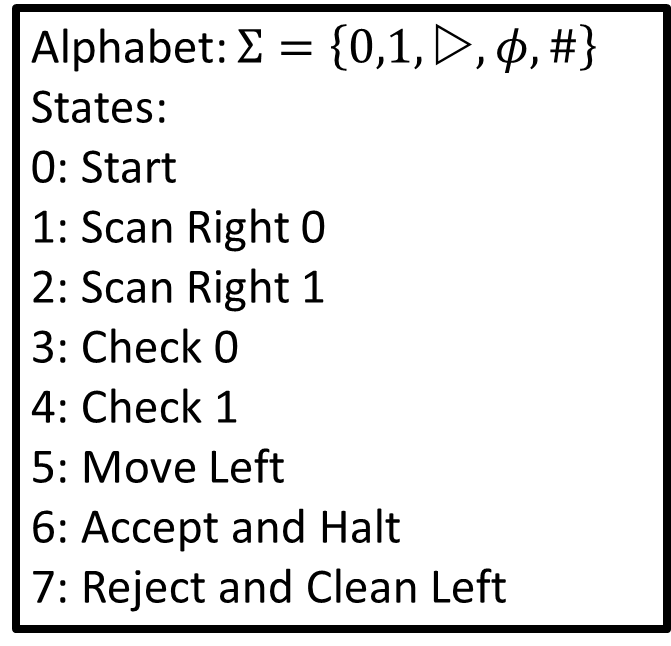 Alphabet: Σ = {0,1, ▷, ϕ, #}
States:
0: Start
1: Scan Right 0
2: Scan Right 1
3: Check 0
4: Check 1
5: Move Left
6: Accept and Halt
7: Reject and Clean Left